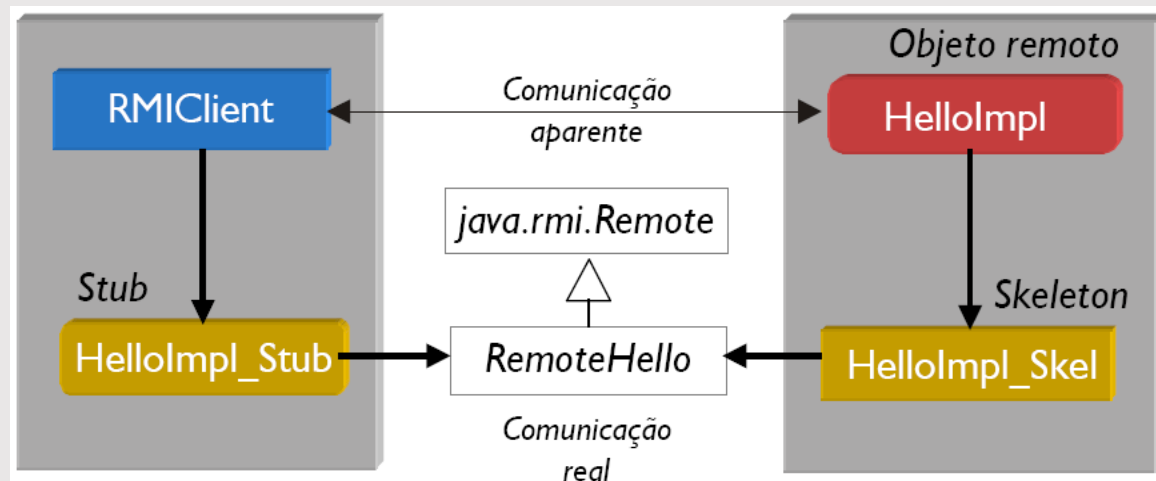 Objeto remoto
RMIClient
Comunicação
aparente
HelloImpl
java.rmi.Remote
Stub
Skeleton
HelloImpl_Stub
RemoteHello
HelloImpl_Skel
Comunicação
real